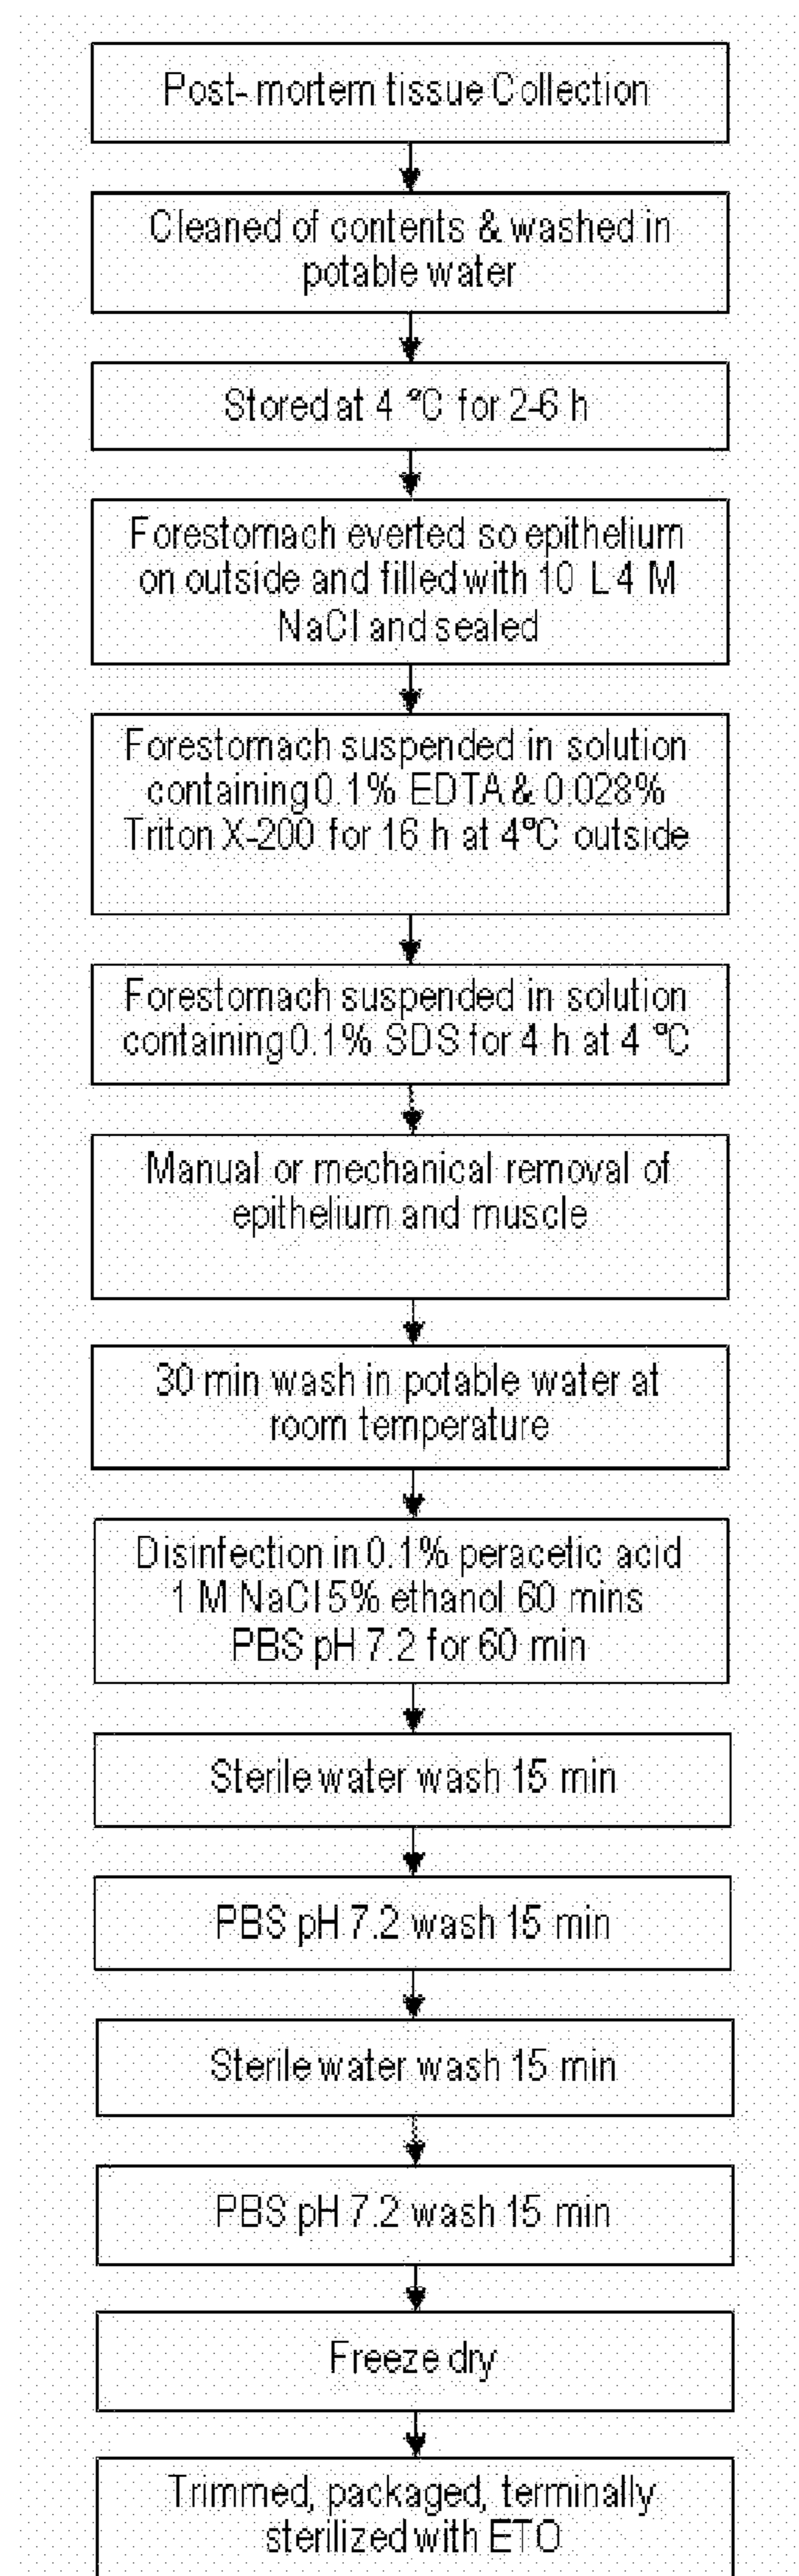 Post-mortem tissue Collection
Cleaned of contents & washed in
potable water
Stored at 4 °C for 2-6 h
Forestomach everted so epithelium
on outside and filled with 10 L 4 M
NaCl and sealed
Forestomach suspended in solution
containing 0.1% EDTA & 0.028%
Triton X-200 for 16 h at 4°C outside
Forestomach suspended in solution
containing 0.1% SDS for 4 h at 4 °C
Manual or mechanical removal of
epithelium and muscle
30 min wash in potable water at
room temperature
Disinfection in 0.1% peracetic acid
1 M NaCl 5% ethanol 60 mins
PBS pH 7.2 for 60 min
Sterile water wash 15 min
PBS pH 7.2 wash 15 min
Sterile water wash 15 min
PBS pH 7.2 wash 15 min
Freeze dry
Trimmed, packaged, terminally
sterilized with ETO